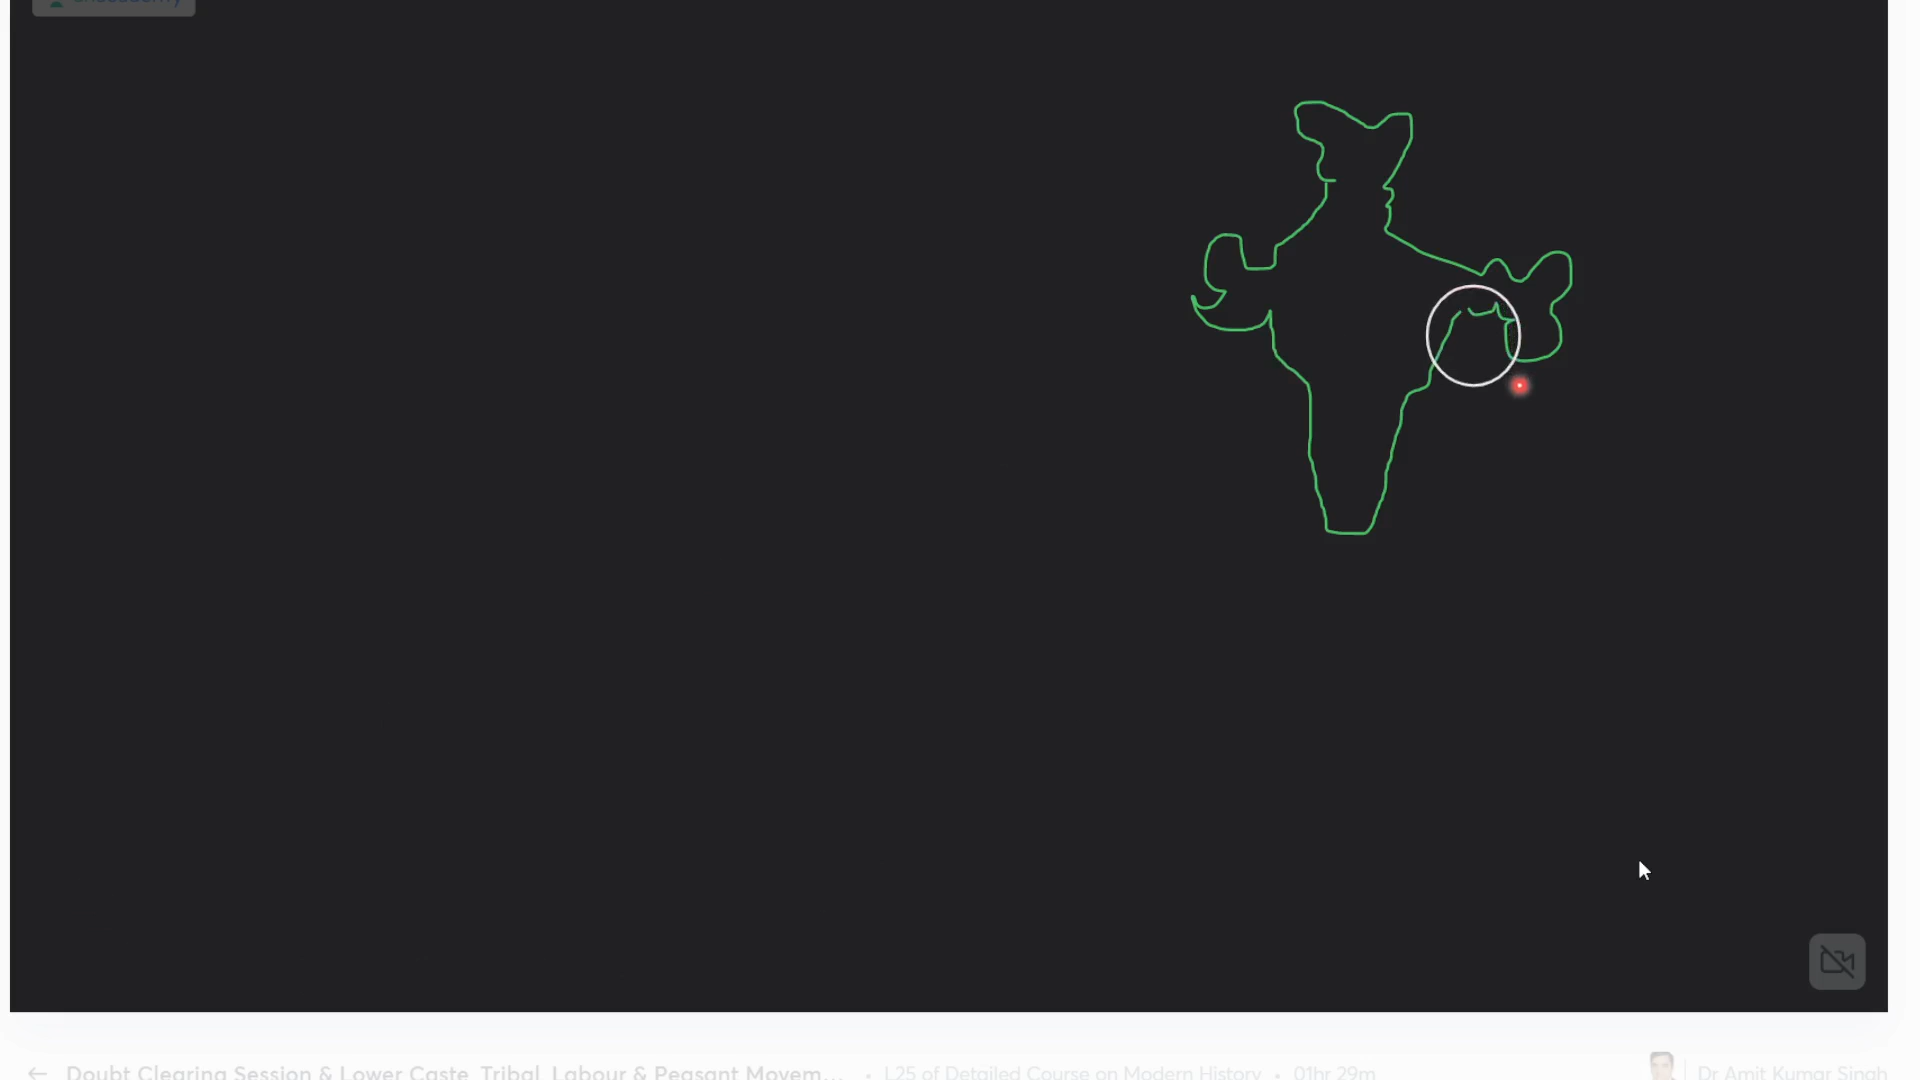 Doubt Clearing Session & Lower Caste, Tribal, Labour & Peasant Movem... • L25 of Detailed Course on Modern History • 01hr 29m
Dr Amit Kumar Singh